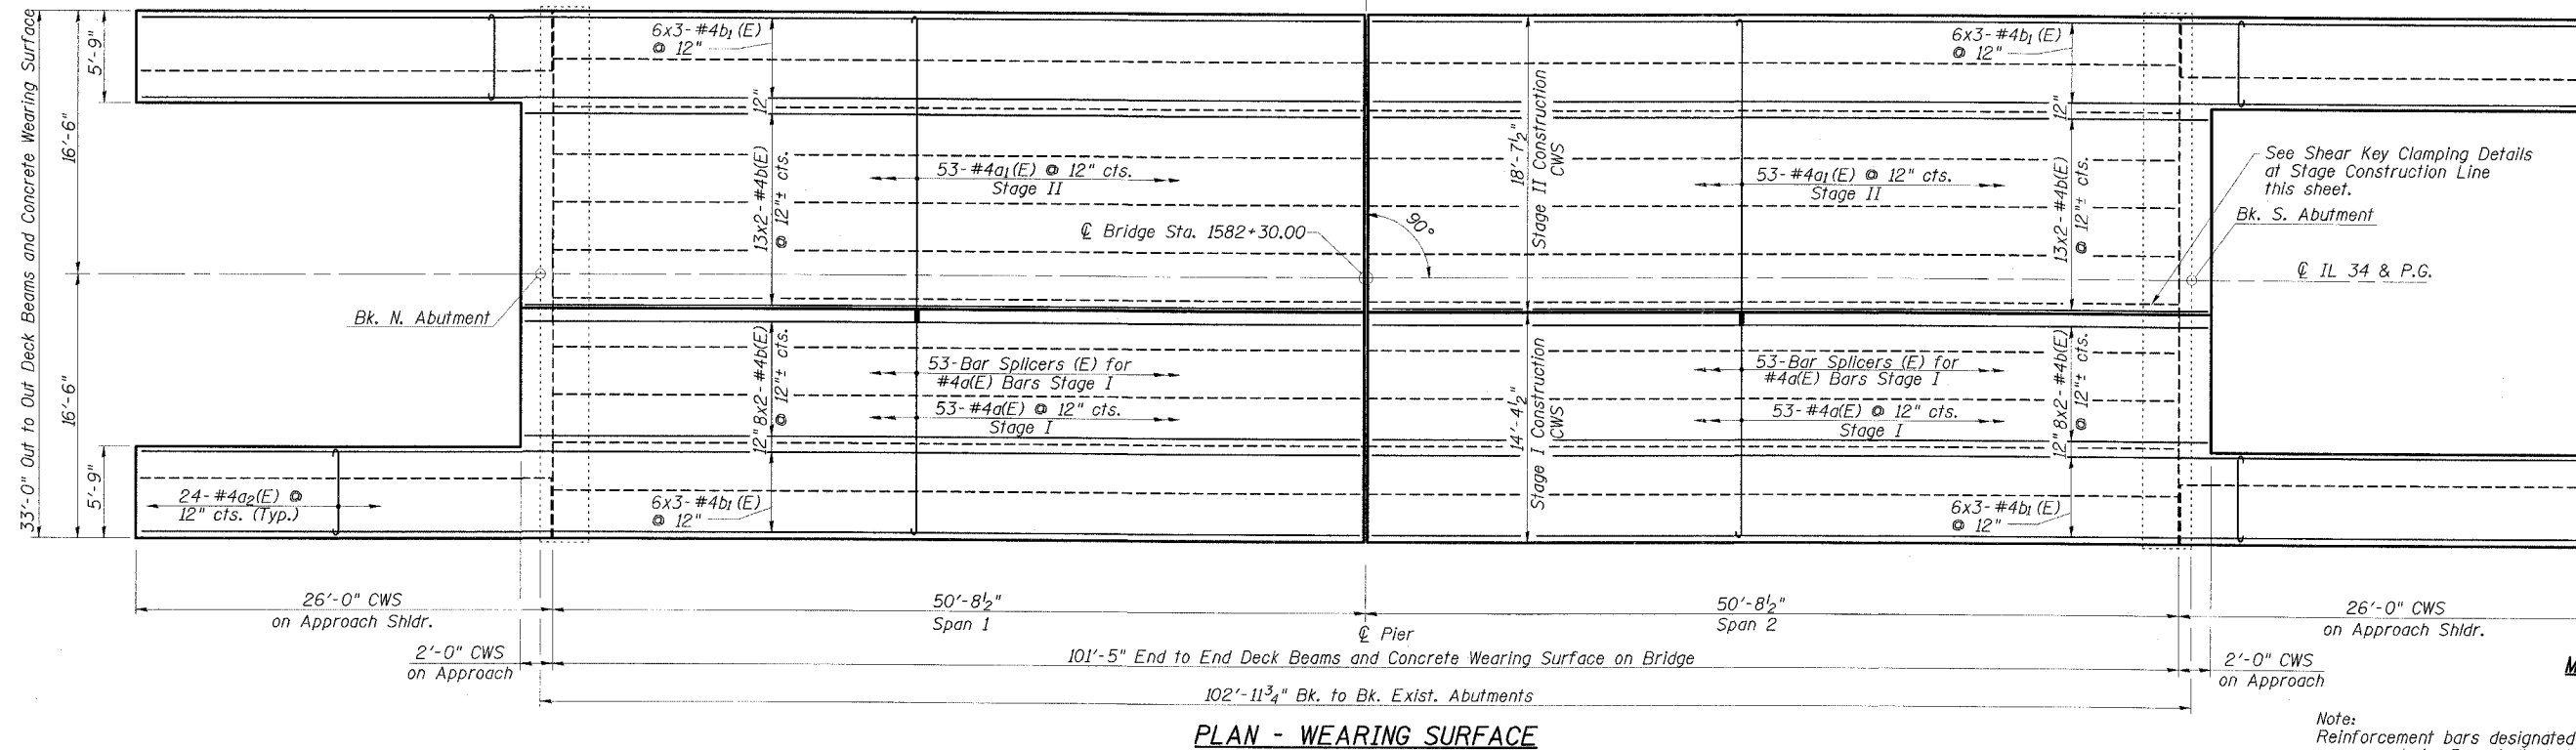 33'-0" Out to Out Deck Beams and Concrete Wearing Surface
16'-6"
16'-6"
5'-9"
5'-9"
6x3-#4b1 (E)
@ 12"
12"
13x2-#4b(E)
@ 12"± cts.
53-#4a1(E) @ 12" cts.
Stage II
℄ Bridge Sta. 1582+30.00
90°
18'-7½"
Stage II Construction
CWS
53-#4a1(E) @ 12" cts.
Stage II
6x3-#4b1 (E)
@ 12"
12"
13x2-#4b(E)
@ 12"± cts.
See Shear Key Clamping Details
at Stage Construction Line
this sheet.
Bk. S. Abutment
℄ IL 34 & P.G.
Bk. N. Abutment
12" 8x2-#4b(E)
@ 12"± cts.
53-Bar Splicers (E) for
#4a(E) Bars Stage I
53-#4a(E) @ 12" cts.
Stage I
14'-4½"
Stage I Construction
CWS
53-Bar Splicers (E) for
#4a(E) Bars Stage I
53-#4a(E) @ 12" cts.
Stage I
12" 8x2-#4b(E)
@ 12"± cts.
24-#4a2(E) @
12" cts. (Typ.)
6x3-#4b1 (E)
@ 12"
6x3-#4b1 (E)
@ 12"
26'-0" CWS
on Approach Shldr.
50'-8½"
Span 1
℄ Pier
50'-8½"
Span 2
26'-0" CWS
on Approach Shldr.
2'-0" CWS
on Approach
101'-5" End to End Deck Beams and Concrete Wearing Surface on Bridge
2'-0" CWS
on Approach
102'-11¾" Bk. to Bk. Exist. Abutments
PLAN - WEARING SURFACE
Note:
Reinforcement bars designated